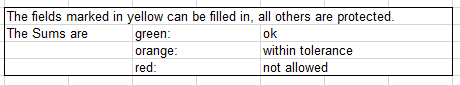 The fields marked in yellow can be filled in, all others are protected.
The Sums are green: ok
orange: within tolerance
red: not allowed